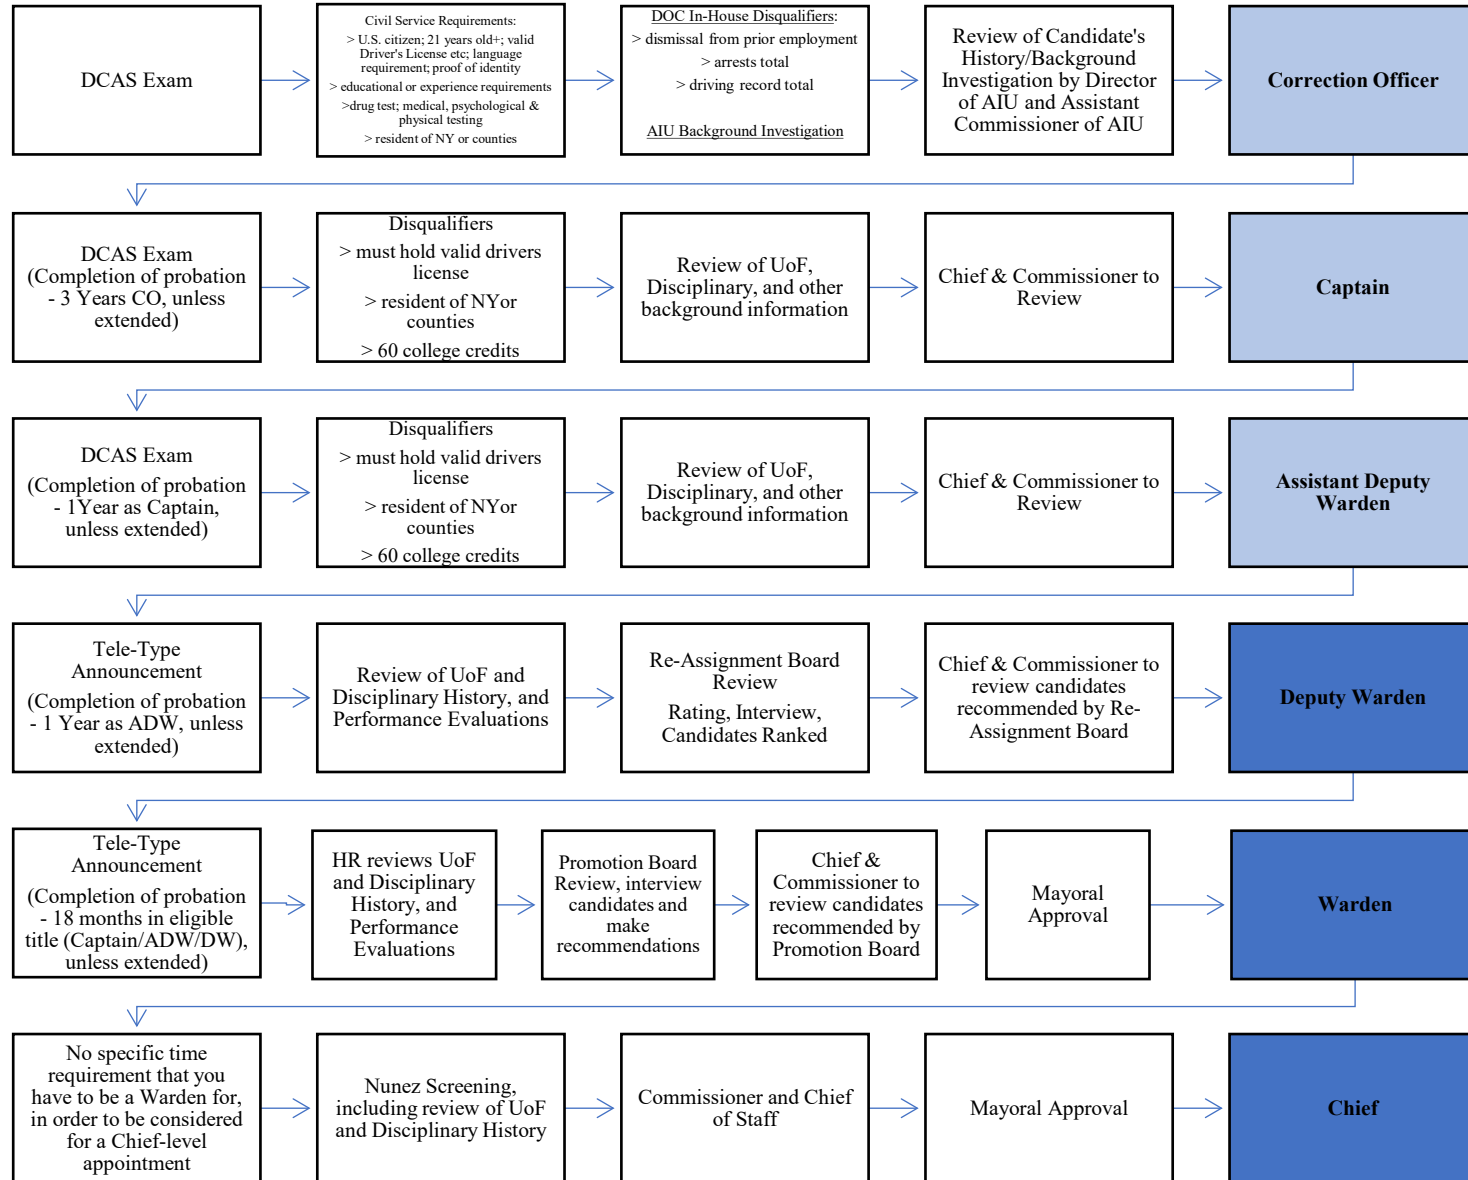 DCAS Exam
Civil Service Requirements:
> U.S. citizen; 21 years old+; valid
Driver's License etc; language
requirement; proof of identity
> educational or experience requirements
>drug test; medical, psychological &
physical testing
> resident of NY or counties
DOC In-House Disqualifiers:
> dismissal from prior employment
> arrests total
> driving record total
AIU Background Investigation
Review of Candidate's
History/Background
Investigation by Director
of AIU and Assistant
Commissioner of AIU
Correction Officer
DCAS Exam
(Completion of probation
- 3 Years CO, unless
extended)
Disqualifiers
> must hold valid drivers
license
> resident of NYor
counties
> 60 college credits
Review of UoF,
Disciplinary, and other
background information
Chief & Commissioner to
Review
Captain
DCAS Exam
(Completion of probation
- 1Year as Captain,
unless extended)
Disqualifiers
> must hold valid drivers
license
> resident of NYor
counties
> 60 college credits
Review of UoF,
Disciplinary, and other
background information
Chief & Commissioner to
Review
Assistant Deputy
Warden
Tele-Type
Announcement
(Completion of probation
- 1 Year as ADW, unless
extended)
Review of UoF and
Disciplinary History, and
Performance Evaluations
Re-Assignment Board
Review
Rating, Interview,
Candidates Ranked
Chief & Commissioner to
review candidates
recommended by Re-
Assignment Board
Deputy Warden
Tele-Type
Announcement
(Completion of probation
- 18 months in eligible
title (Captain/ADW/DW),
unless extended)
HR reviews UoF
and Disciplinary
History, and
Performance
Evaluations
Promotion Board
Review, interview
candidates and
make
recommendations
Chief &
Commissioner to
review candidates
recommended by
Promotion Board
Mayoral
Approval
Warden
No specific time
requirement that you
have to be a Warden for,
in order to be considered
for a Chief-level
appointment
Nunez Screening,
including review of UoF
and Disciplinary History
Commissioner and Chief
of Staff
Mayoral Approval
Chief